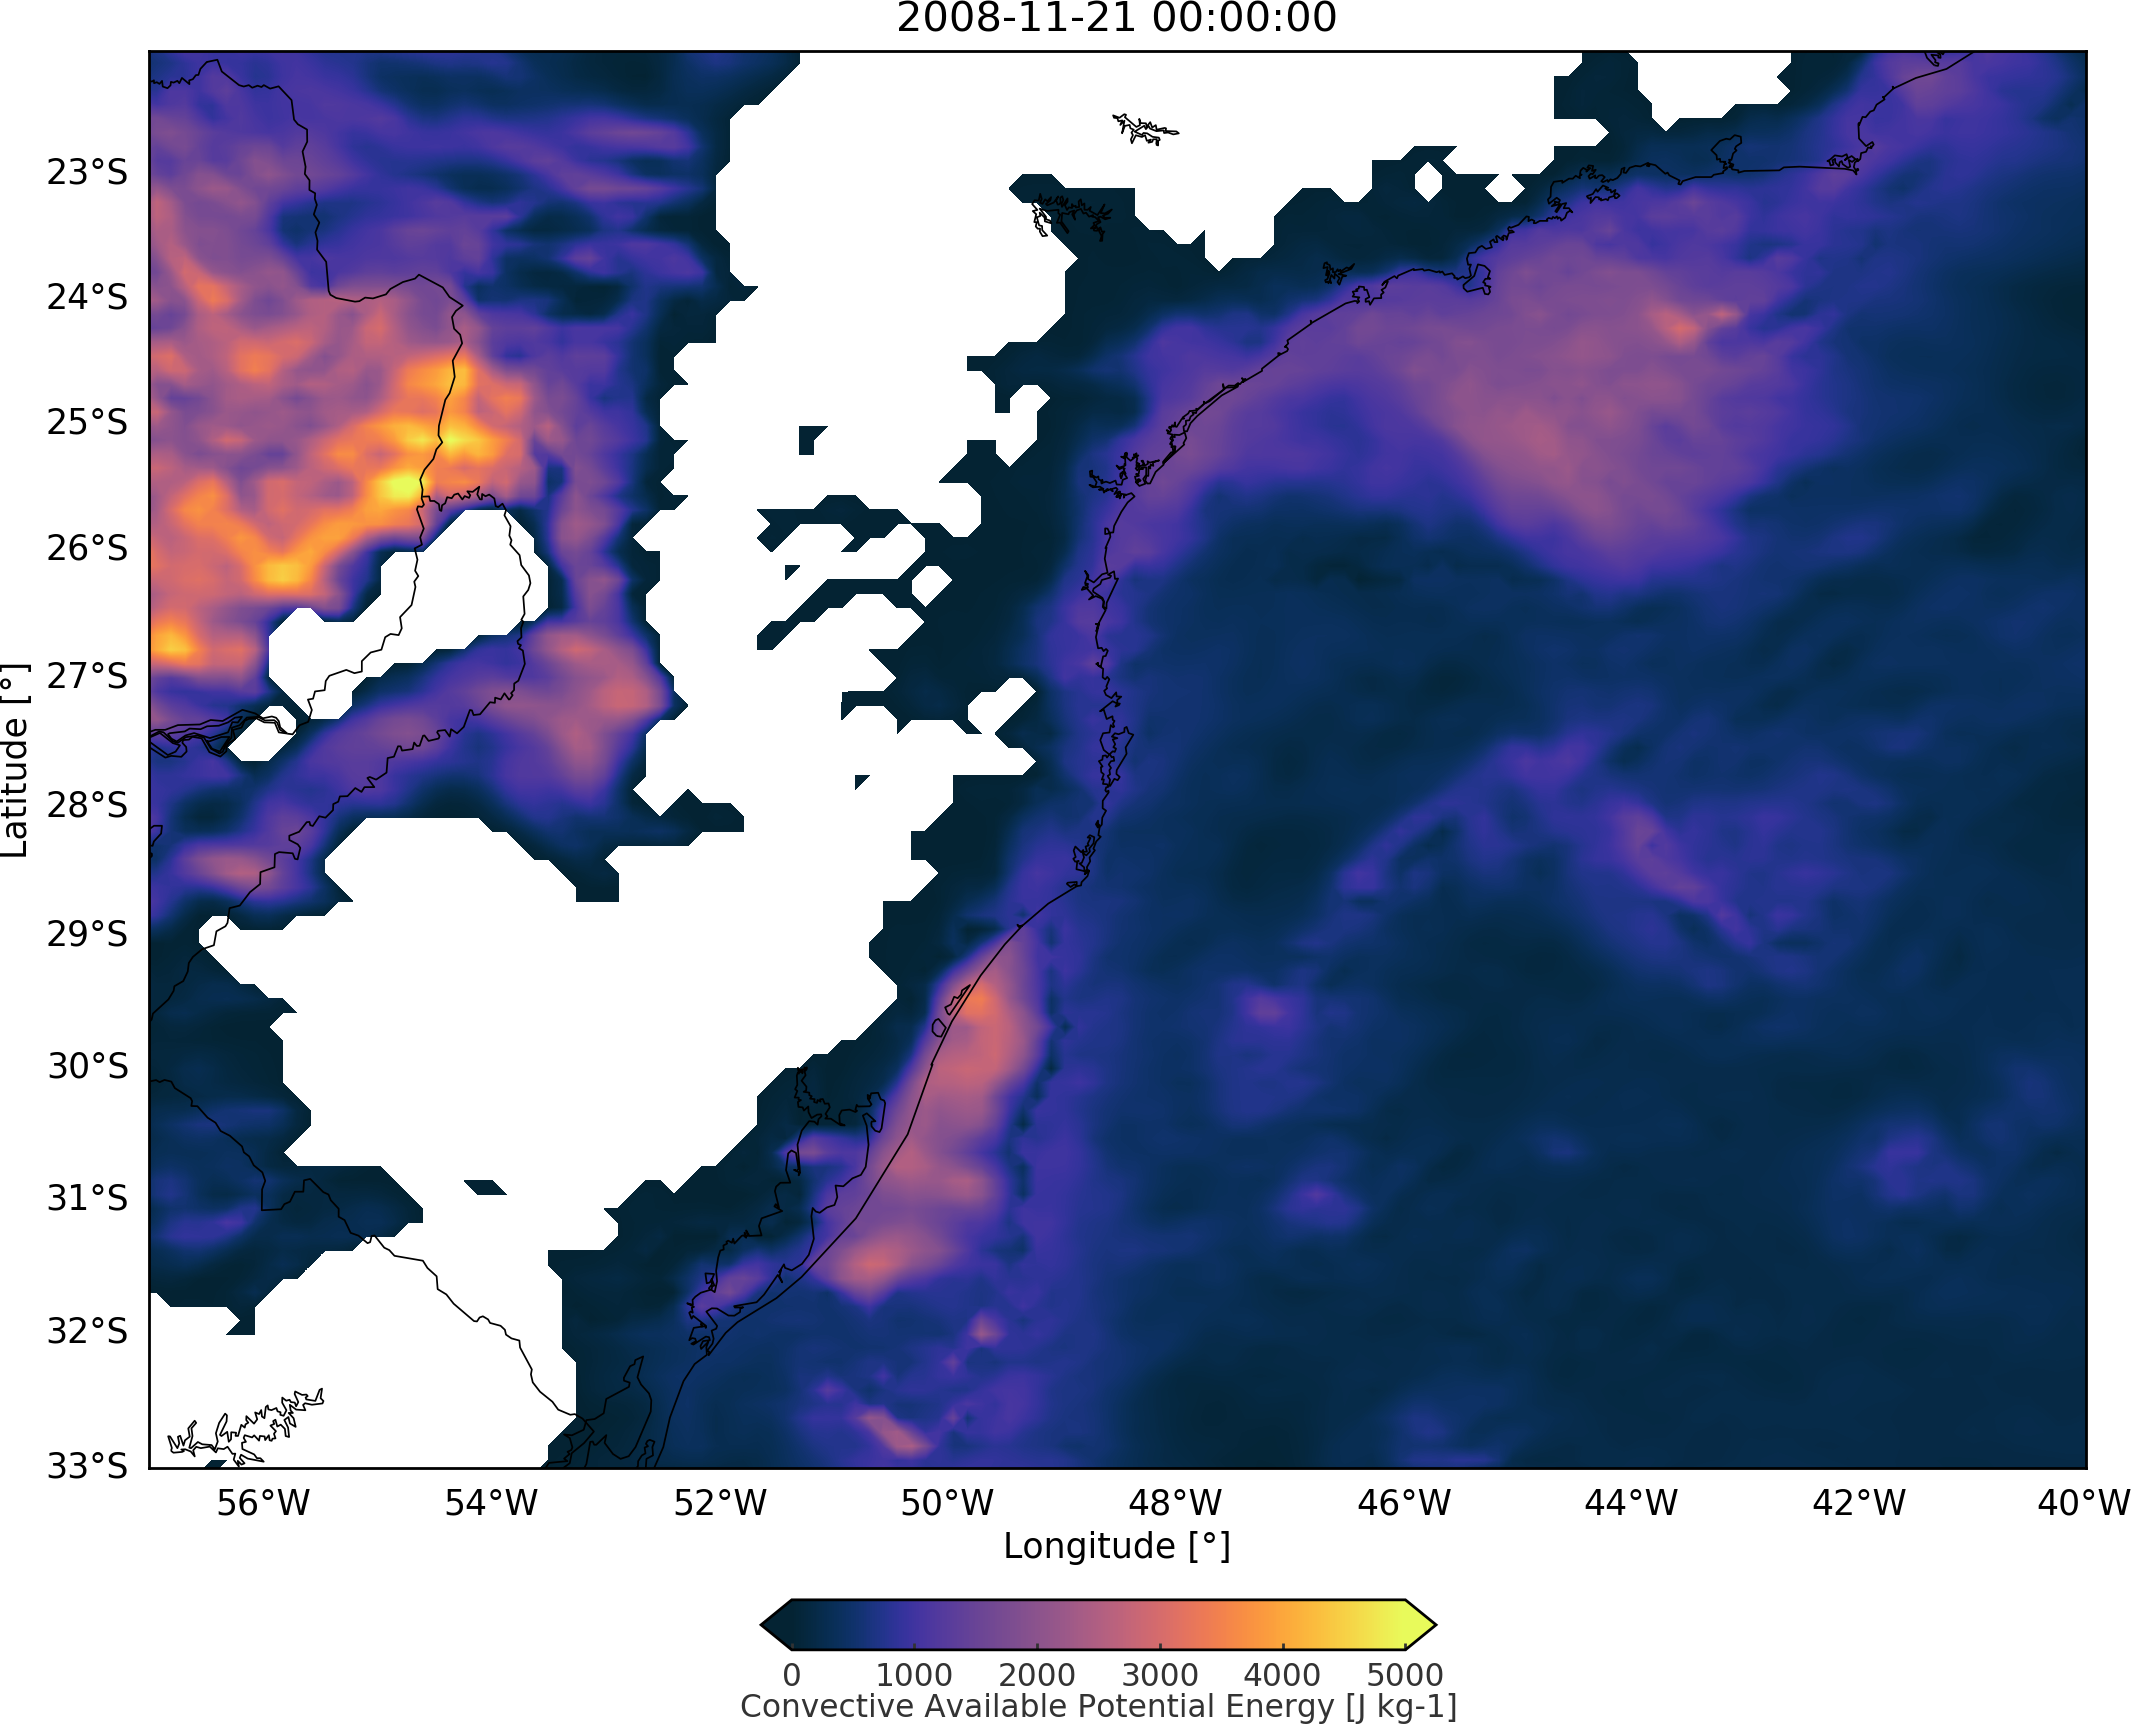 2008-11-21 00:00:00
23°S
24°S
25°S
26°S
27°S
28°S
29°S
30°S
31°S
32°S
33°S
Latitude [°]
56°W 54°W 52°W 50°W 48°W 46°W 44°W 42°W 40°W
Longitude [°]
0 1000 2000 3000 4000 5000
Convective Available Potential Energy [J kg-1]